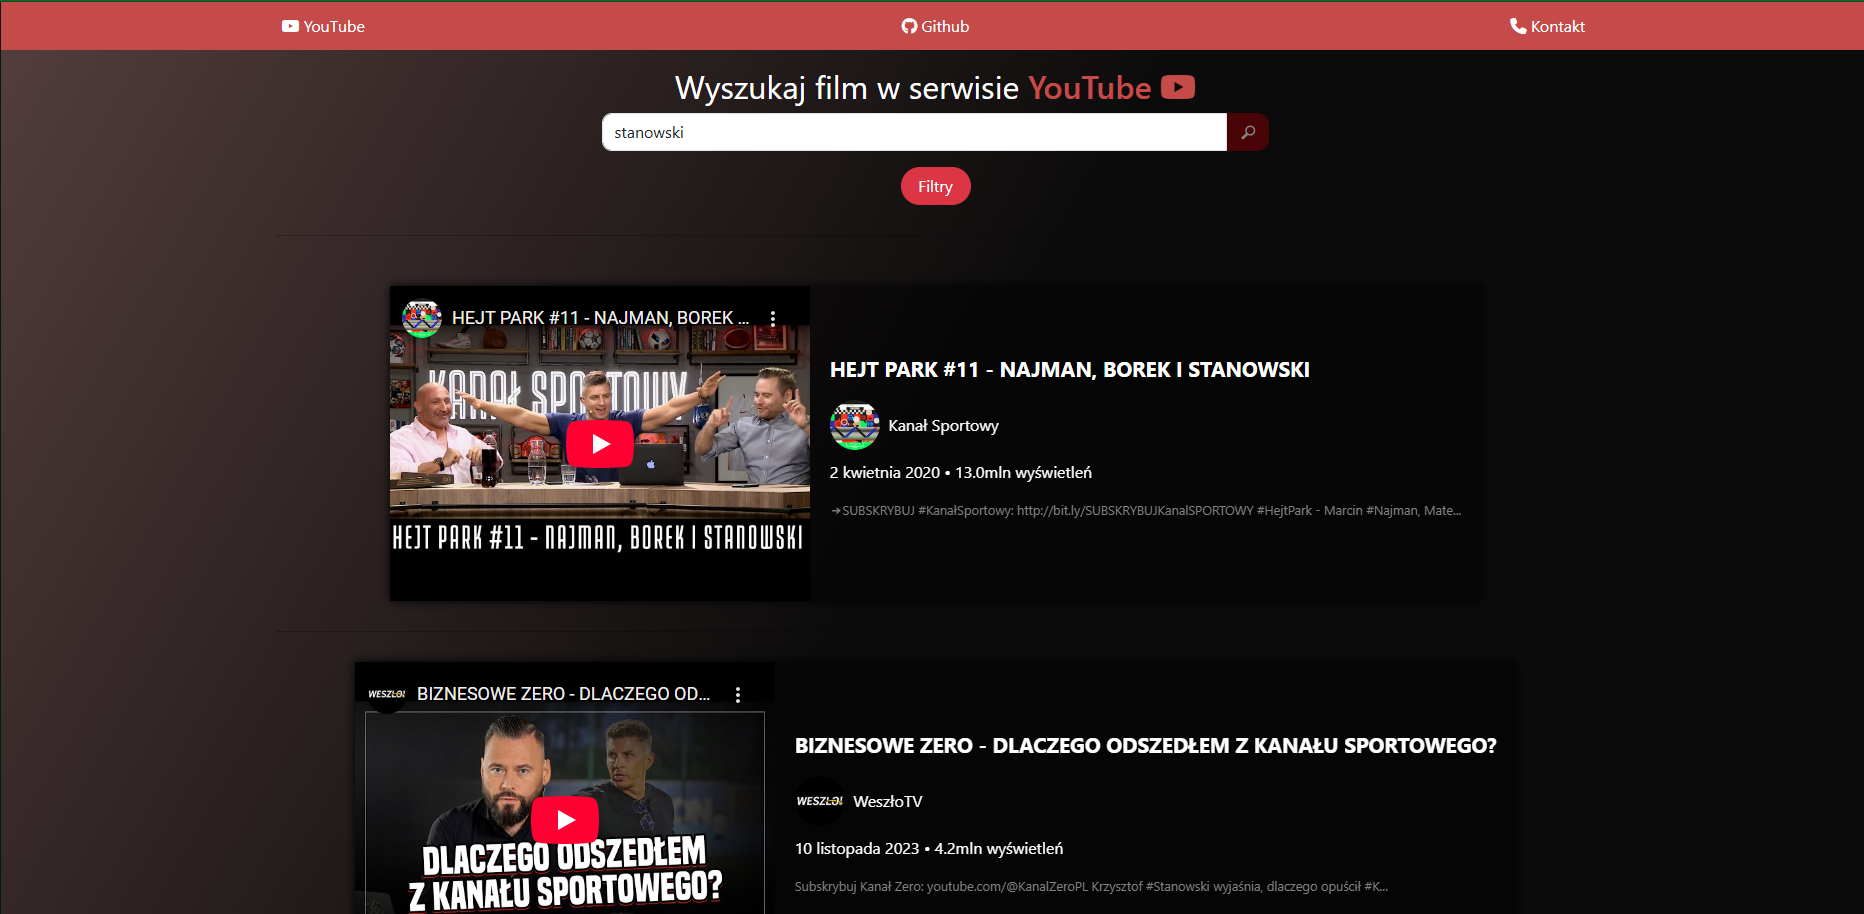 YouTube
Github
Kontakt
Wyszukaj film w serwisie YouTube
stanowski
Filtry
HEJT PARK #11 - NAJMAN, BOREK ...
KANAŁ SPORTOWY
HEJT PARK #11 - NAJMAN, BOREK I STANOWSKI
HEJT PARK #11 - NAJMAN, BOREK I STANOWSKI
Kanał Sportowy
2 kwietnia 2020 • 13.0mln wyświetleń
➔SUBSKRYBUJ #KanałSportowy: http://bit.ly/SUBSKRYBUJKanalSPORTOWY #HejtPark - Marcin #Najman, Mate...
WESZŁO!
BIZNESOWE ZERO - DLACZEGO OD...
DLACZEGO ODSZEDŁEM
Z KANAŁU SPORTOWEGO?
BIZNESOWE ZERO - DLACZEGO ODSZEDŁEM Z KANAŁU SPORTOWEGO?
WESZŁO!
WeszłoTV
10 listopada 2023 • 4.2mln wyświetleń
Subskrybuj Kanał Zero: youtube.com/@KanalZeroPL Krzysztof #Stanowski wyjaśnia, dlaczego opuścił #K...